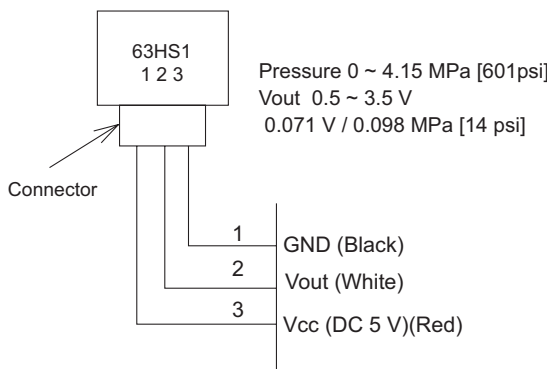 63HS1
1 2 3
Pressure 0 ~ 4.15 MPa [601psi]
Vout 0.5 ~ 3.5 V
0.071 V / 0.098 MPa [14 psi]
Connector
1
GND (Black)
2
Vout (White)
3
Vcc (DC 5 V)(Red)